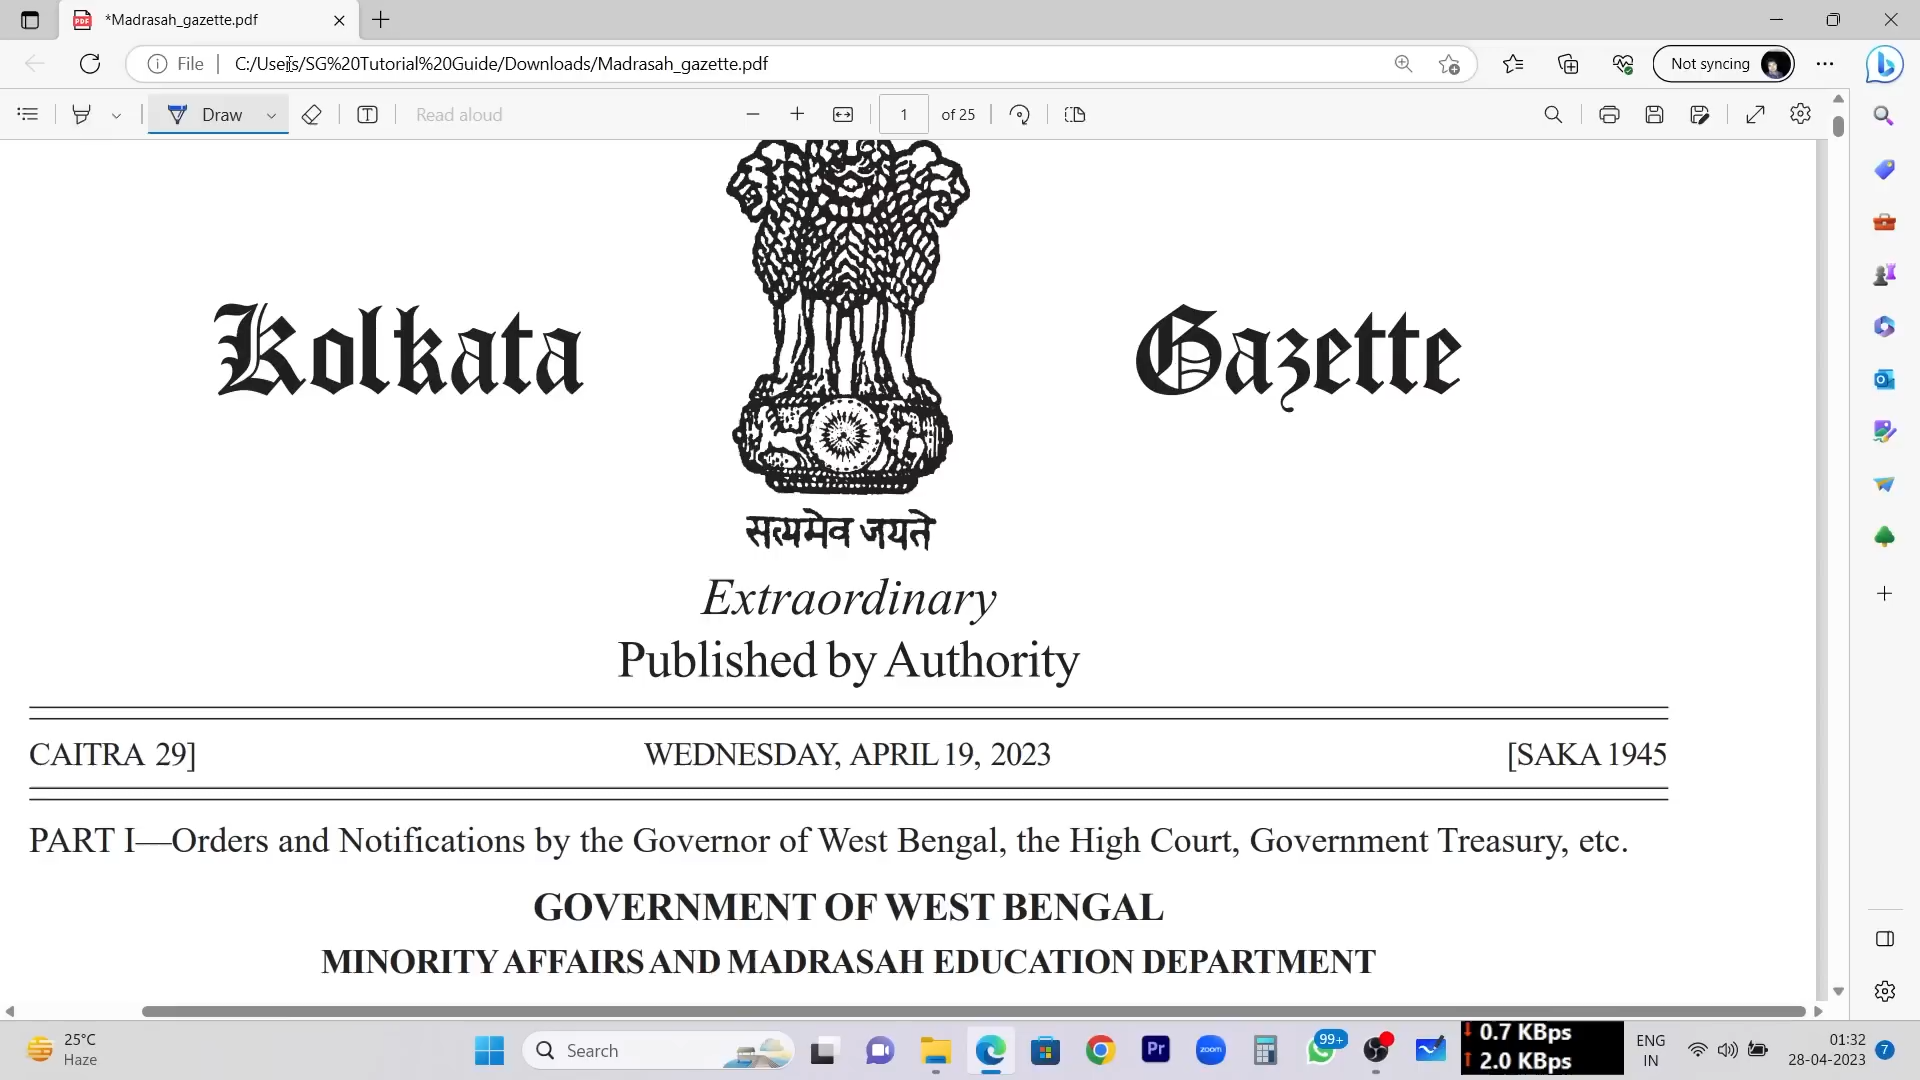 *Madrasah_gazette.pdf
File
C:/Users/SG%20Tutorial%20Guide/Downloads/Madrasah_gazette.pdf
Not syncing
Draw
Read aloud
1 of 25
Kolkata Gazette
सत्यमेव जयते
Extraordinary
Published by Authority
CAITRA 29] WEDNESDAY, APRIL 19, 2023 [SAKA 1945
PART I—Orders and Notifications by the Governor of West Bengal, the High Court, Government Treasury, etc.
GOVERNMENT OF WEST BENGAL
MINORITY AFFAIRS AND MADRASAH EDUCATION DEPARTMENT
25°C
Haze
Search
Pr
zoom
99+
0.7 KBps
2.0 KBps
ENG
IN
01:32
28-04-2023
7